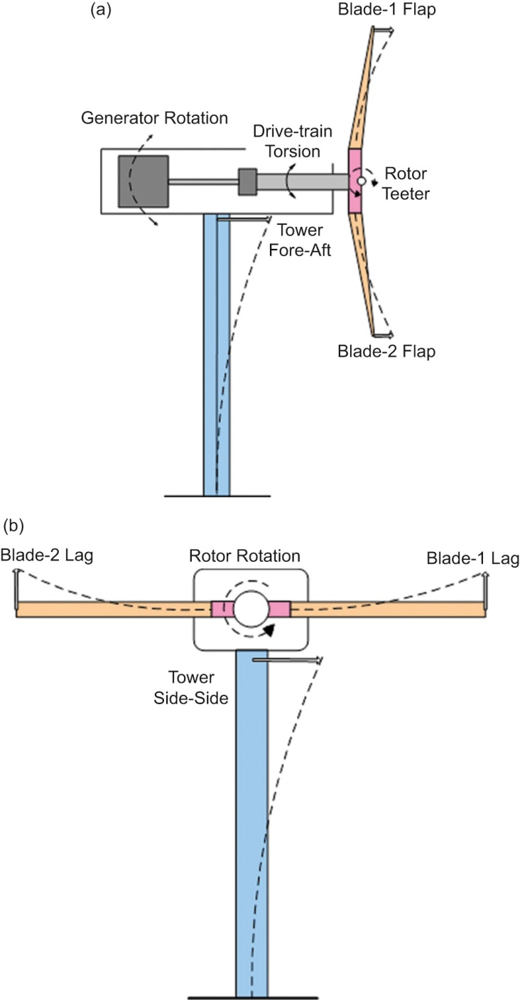 (a)
Blade-1 Flap
Generator Rotation
Drive-train
Torsion
Rotor
Teeter
Tower
Fore-Aft
Blade-2 Flap
(b)
Blade-2 Lag
Rotor Rotation
Blade-1 Lag
Tower
Side-Side